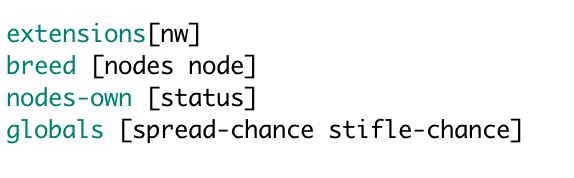 extensions[nw]
breed [nodes node]
nodes-own [status]
globals [spread-chance stifle-chance]